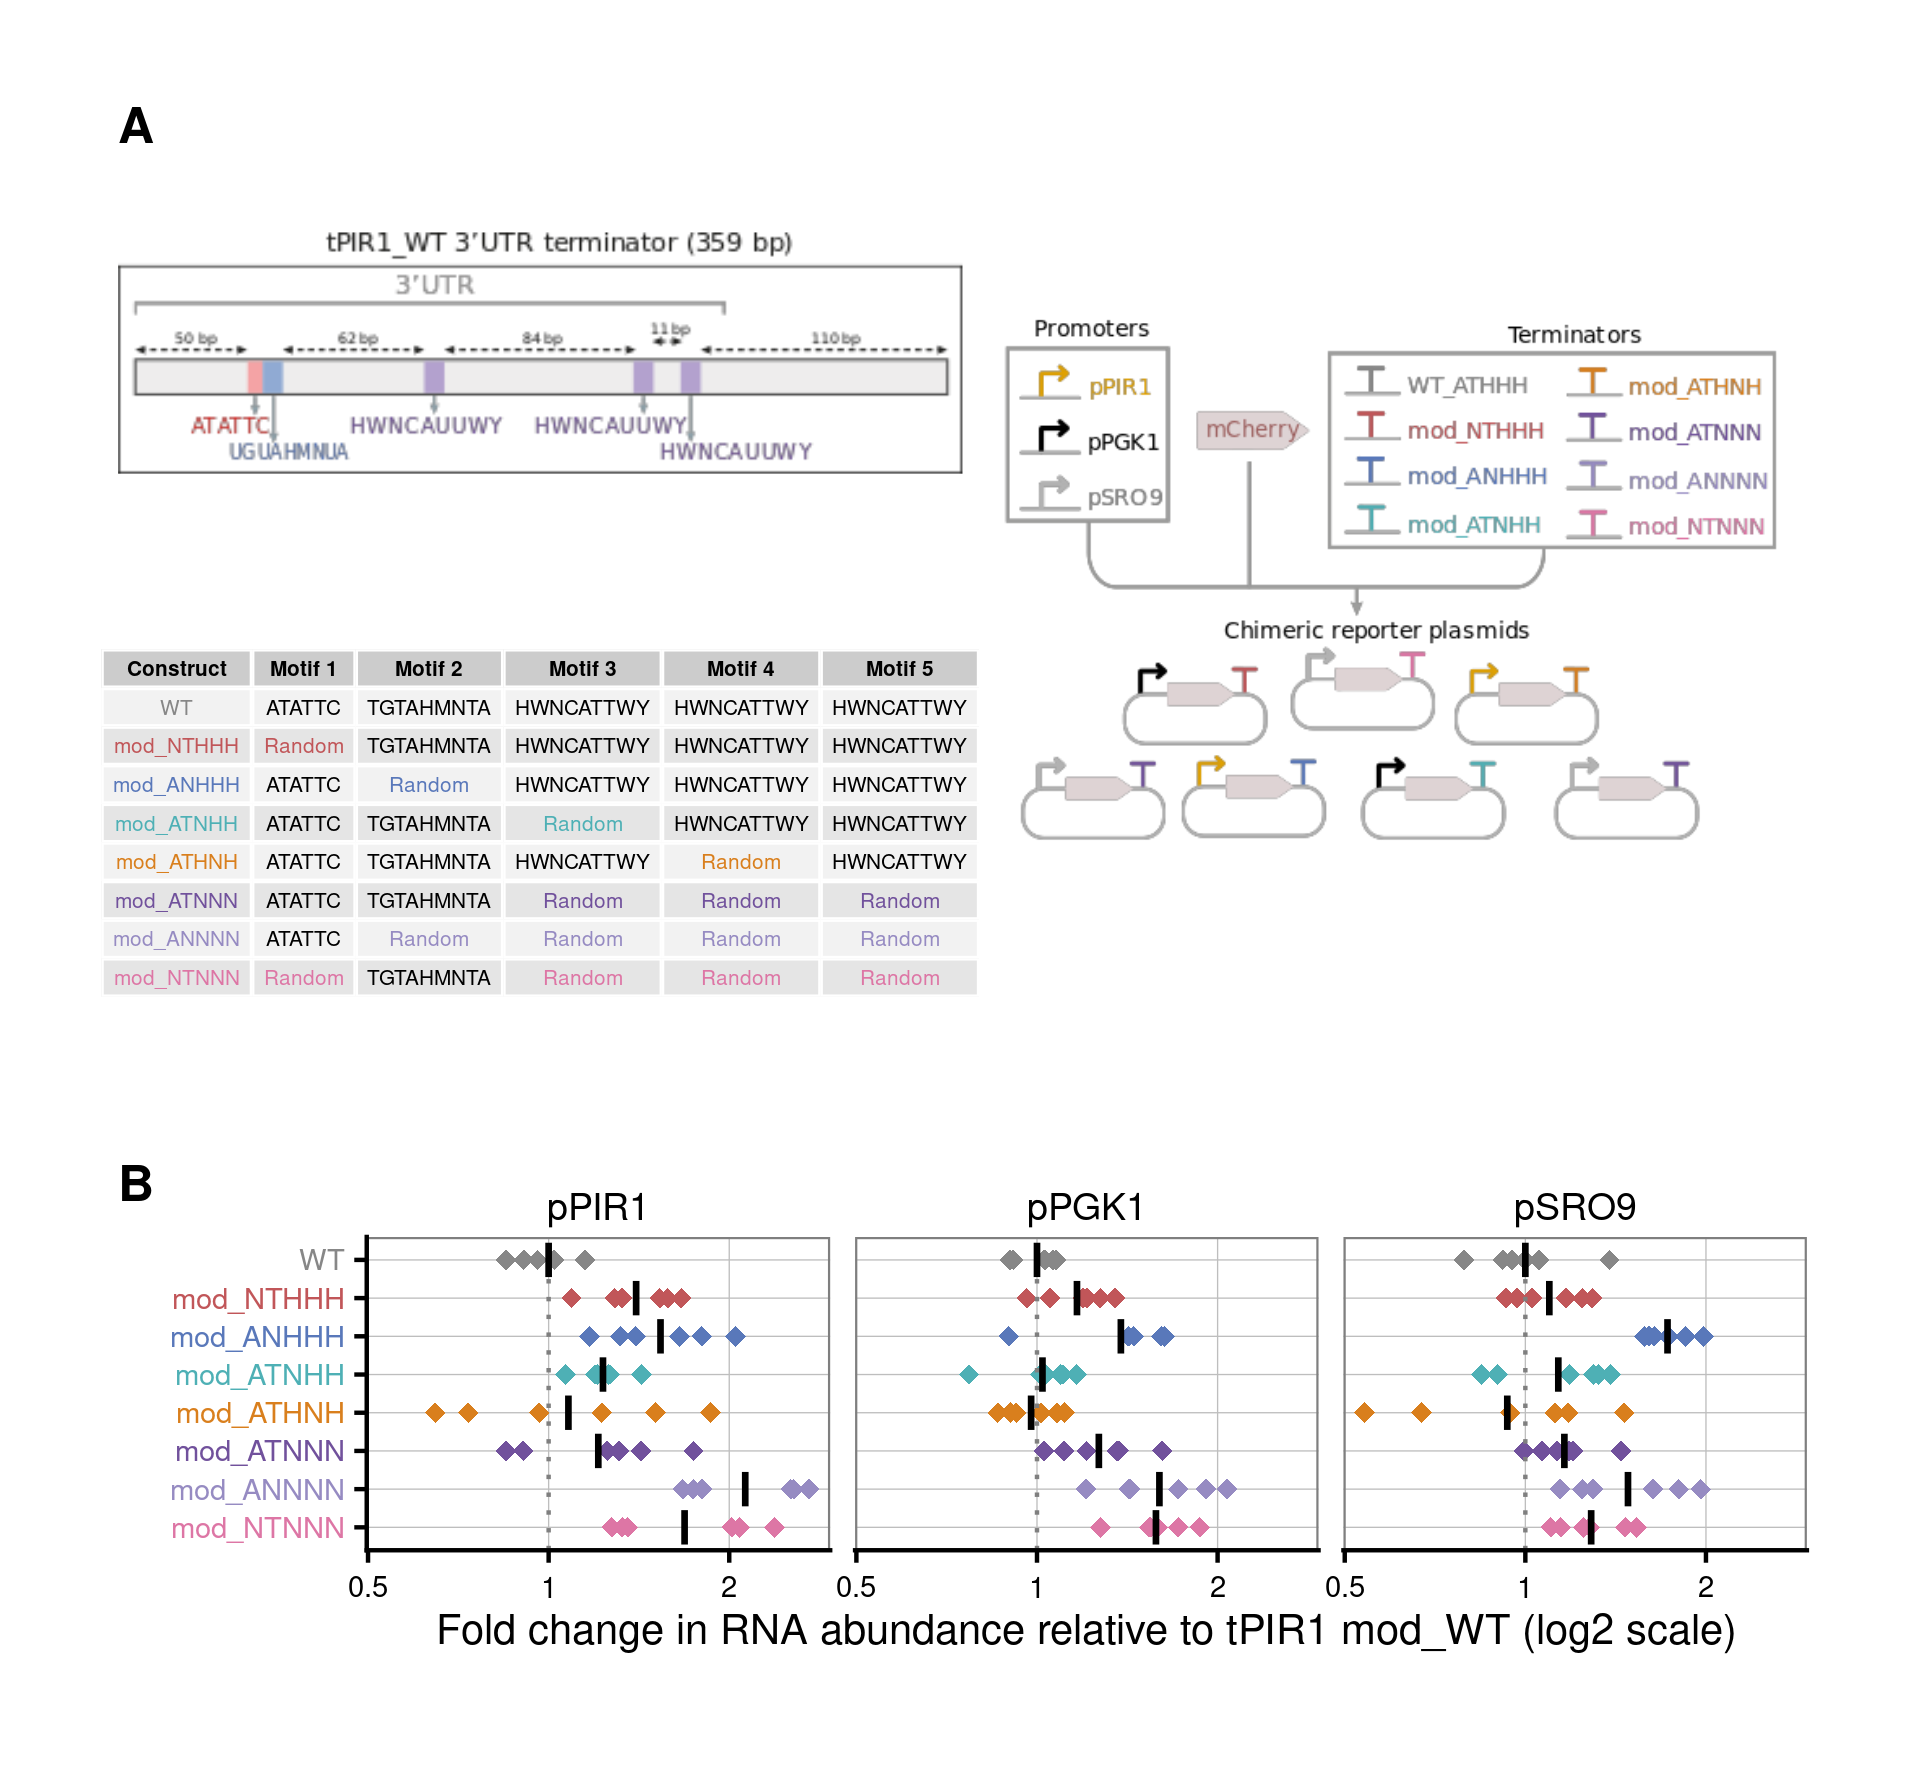 A
tPIR1_WT 3’UTR terminator (359 bp)
3’UTR
50 bp 62 bp 84 bp 11 bp 110 bp
ATATTC HWNCAUUWY HWNCAUUWY
UGUAHMNUA HWNCAUUWY
Promoters
pPIR1
pPGK1
pSRO9
mCherry
Terminators
WT_ATHHH mod_ATHNH
mod_NTHHH mod_ATNNN
mod_ANHHH mod_ANNNN
mod_ATNHH mod_NTNNN
Chimeric reporter plasmids
Construct Motif 1 Motif 2 Motif 3 Motif 4 Motif 5
WT ATATTC TGTAHMNTA HWNCATTWY HWNCATTWY HWNCATTWY
mod_NTHHH Random TGTAHMNTA HWNCATTWY HWNCATTWY HWNCATTWY
mod_ANHHH ATATTC Random HWNCATTWY HWNCATTWY HWNCATTWY
mod_ATNHH ATATTC TGTAHMNTA Random HWNCATTWY HWNCATTWY
mod_ATHNH ATATTC TGTAHMNTA HWNCATTWY Random HWNCATTWY
mod_ATNNN ATATTC TGTAHMNTA Random Random Random
mod_ANNNN ATATTC Random Random Random Random
mod_NTNNN Random TGTAHMNTA Random Random Random
B
pPIR1 pPGK1 pSRO9
WT
mod_NTHHH
mod_ANHHH
mod_ATNHH
mod_ATHNH
mod_ATNNN
mod_ANNNN
mod_NTNNN
0.5 1 2 0.5 1 2 0.5 1 2
Fold change in RNA abundance relative to tPIR1 mod_WT (log2 scale)